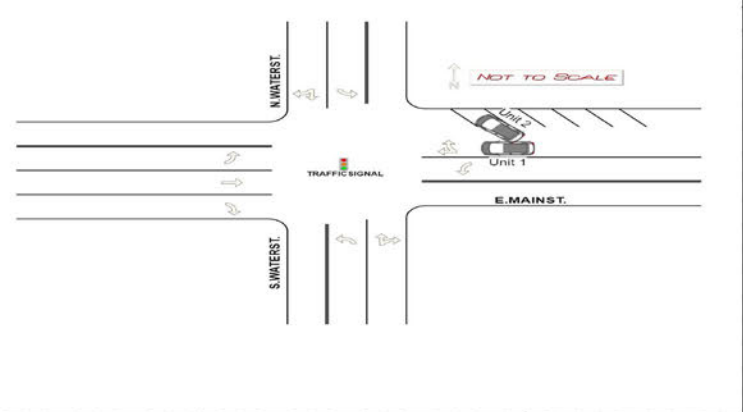 N.WATERST.
N
NOT TO SCALE
Unit 2
Unit 1
TRAFFIC SIGNAL
E.MAINST.
S.WATERST.